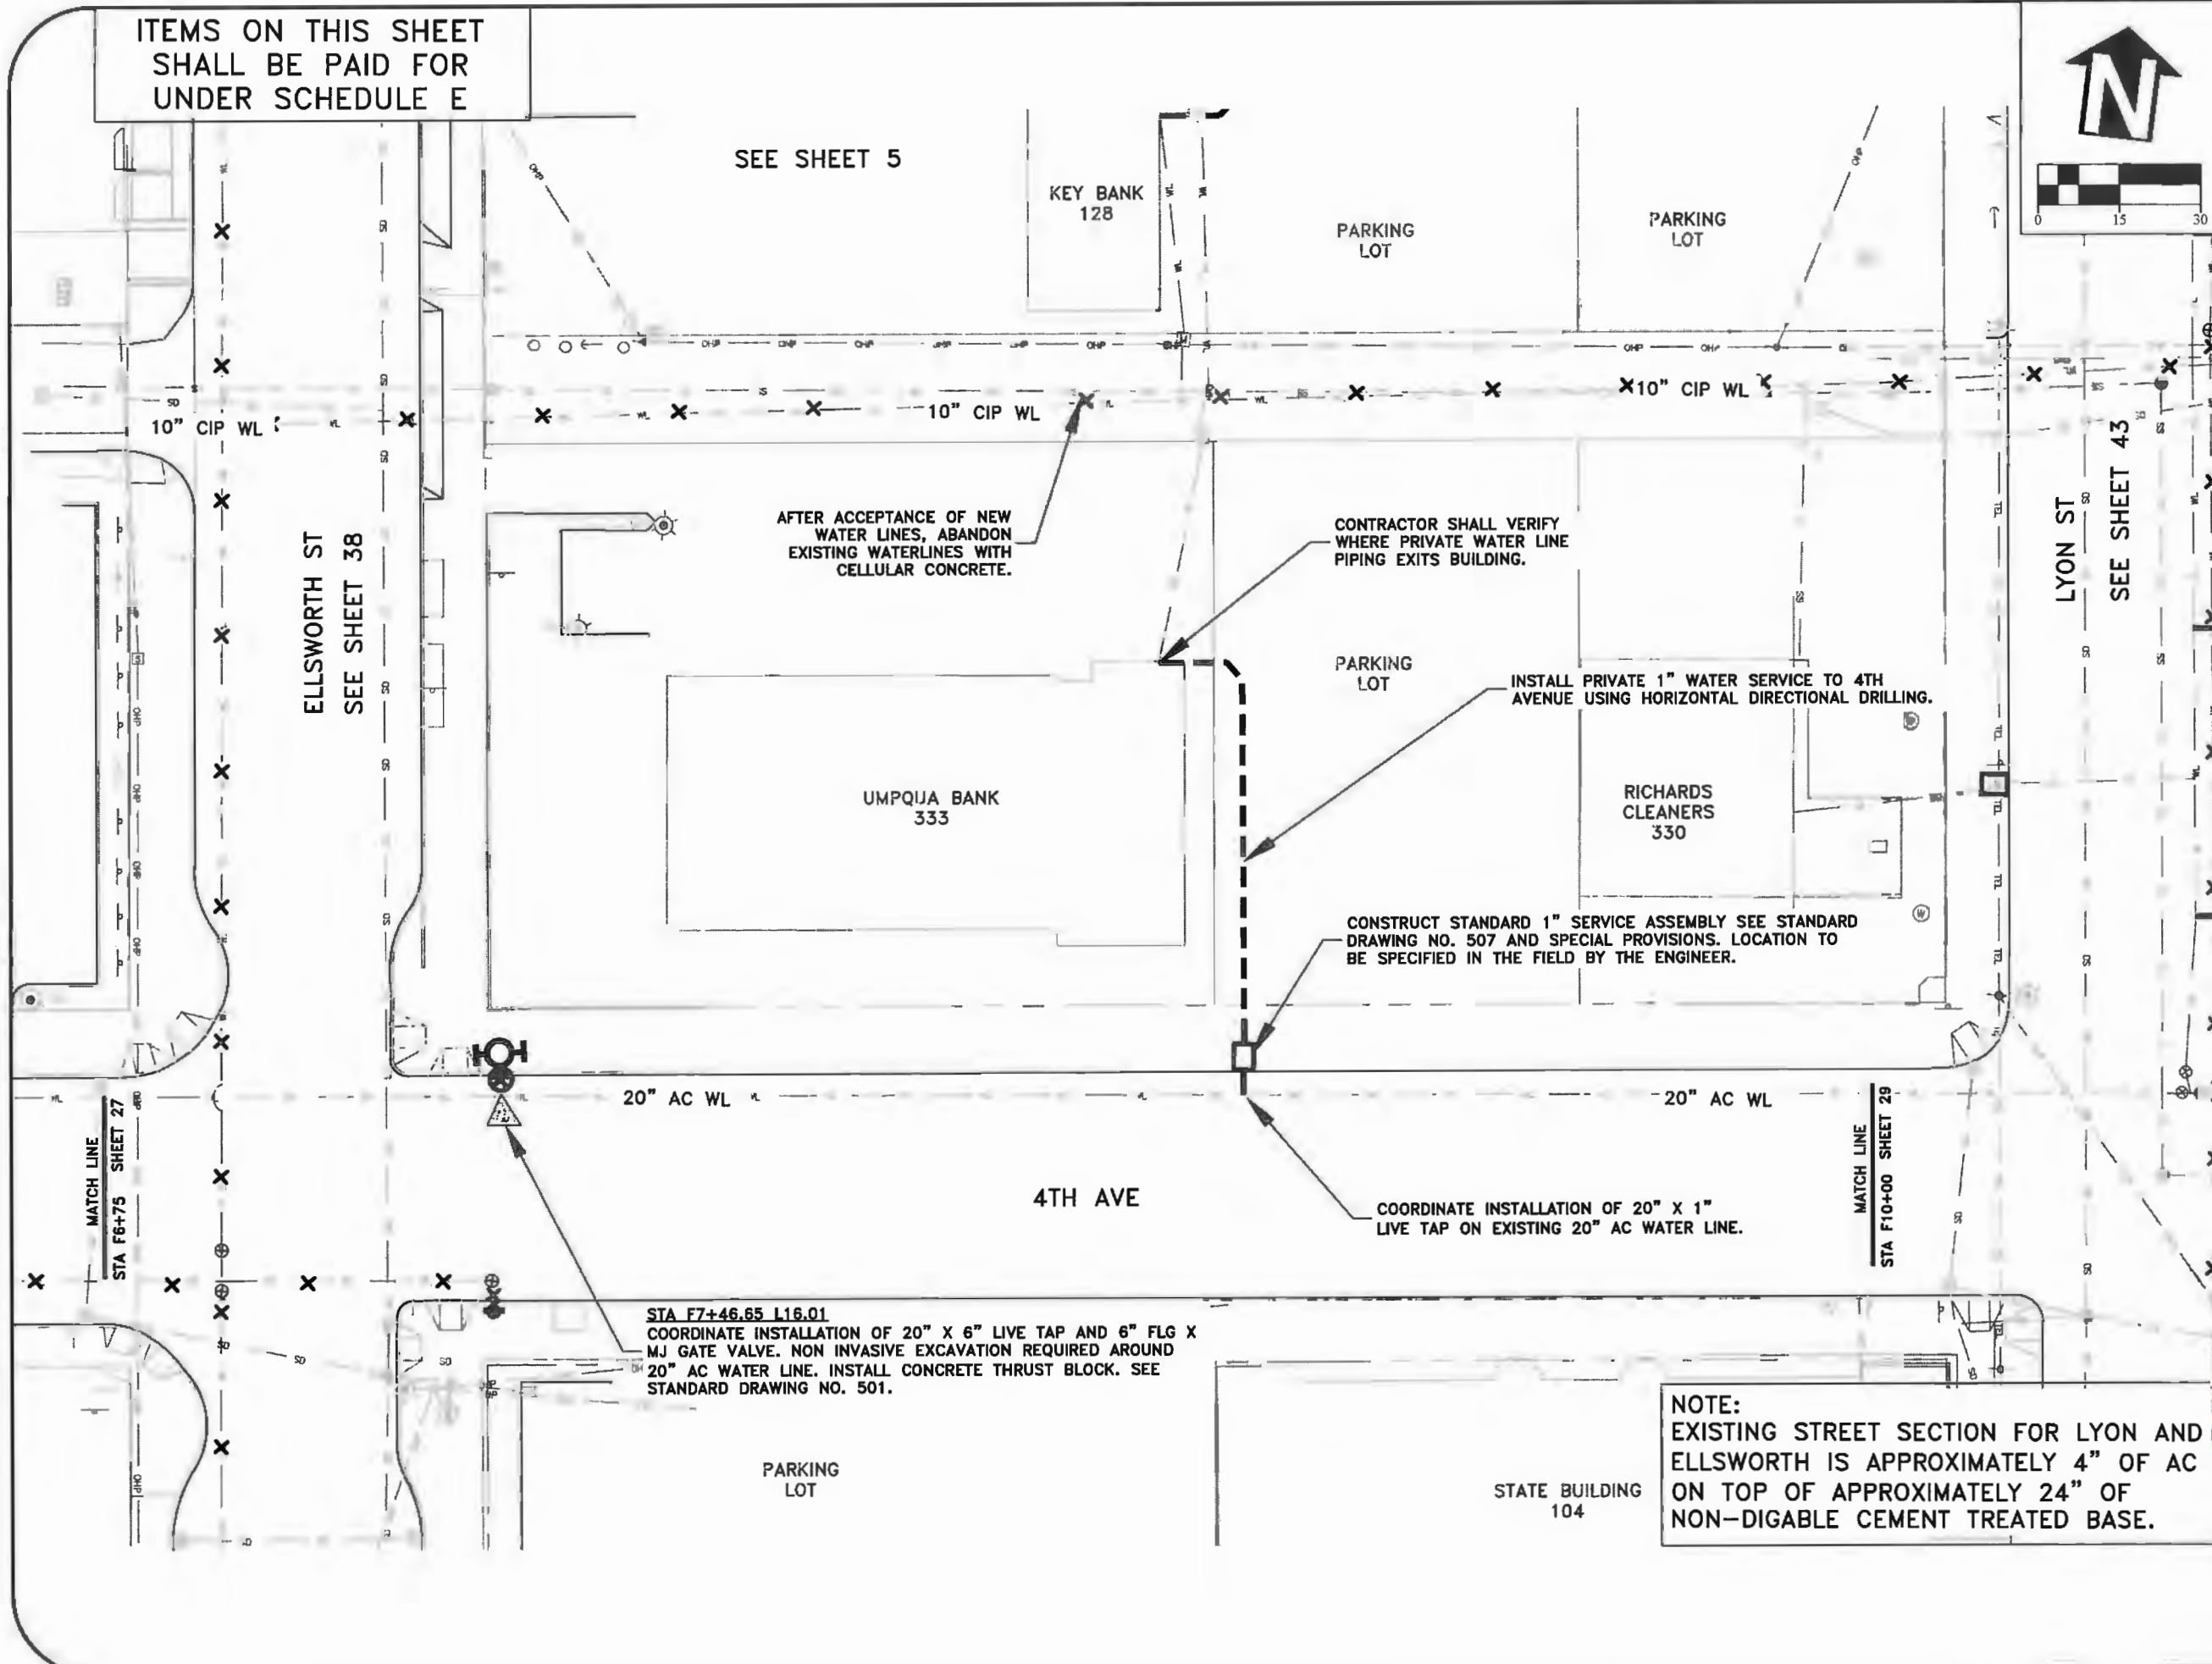 ITEMS ON THIS SHEET
SHALL BE PAID FOR
UNDER SCHEDULE E
N
0 15 30
SEE SHEET 5
KEY BANK
128
PARKING
LOT
PARKING
LOT
10" CIP WL
10" CIP WL
10" CIP WL
ELLSWORTH ST
SEE SHEET 38
LYON ST
SEE SHEET 43
AFTER ACCEPTANCE OF NEW
WATER LINES, ABANDON
EXISTING WATERLINES WITH
CELLULAR CONCRETE.
CONTRACTOR SHALL VERIFY
WHERE PRIVATE WATER LINE
PIPING EXITS BUILDING.
PARKING
LOT
INSTALL PRIVATE 1" WATER SERVICE TO 4TH
AVENUE USING HORIZONTAL DIRECTIONAL DRILLING.
UMPQUA BANK
333
RICHARDS
CLEANERS
330
CONSTRUCT STANDARD 1" SERVICE ASSEMBLY SEE STANDARD
DRAWING NO. 507 AND SPECIAL PROVISIONS. LOCATION TO
BE SPECIFIED IN THE FIELD BY THE ENGINEER.
20" AC WL
20" AC WL
MATCH LINE
STA F6+75 SHEET 27
MATCH LINE
STA F10+00 SHEET 29
4TH AVE
COORDINATE INSTALLATION OF 20" X 1"
LIVE TAP ON EXISTING 20" AC WATER LINE.
STA F7+46.65 L16.01
COORDINATE INSTALLATION OF 20" X 6" LIVE TAP AND 6" FLG X
MJ GATE VALVE. NON INVASIVE EXCAVATION REQUIRED AROUND
20" AC WATER LINE. INSTALL CONCRETE THRUST BLOCK. SEE
STANDARD DRAWING NO. 501.
PARKING
LOT
STATE BUILDING
104
NOTE:
EXISTING STREET SECTION FOR LYON AND
ELLSWORTH IS APPROXIMATELY 4" OF AC
ON TOP OF APPROXIMATELY 24" OF
NON-DIGABLE CEMENT TREATED BASE.